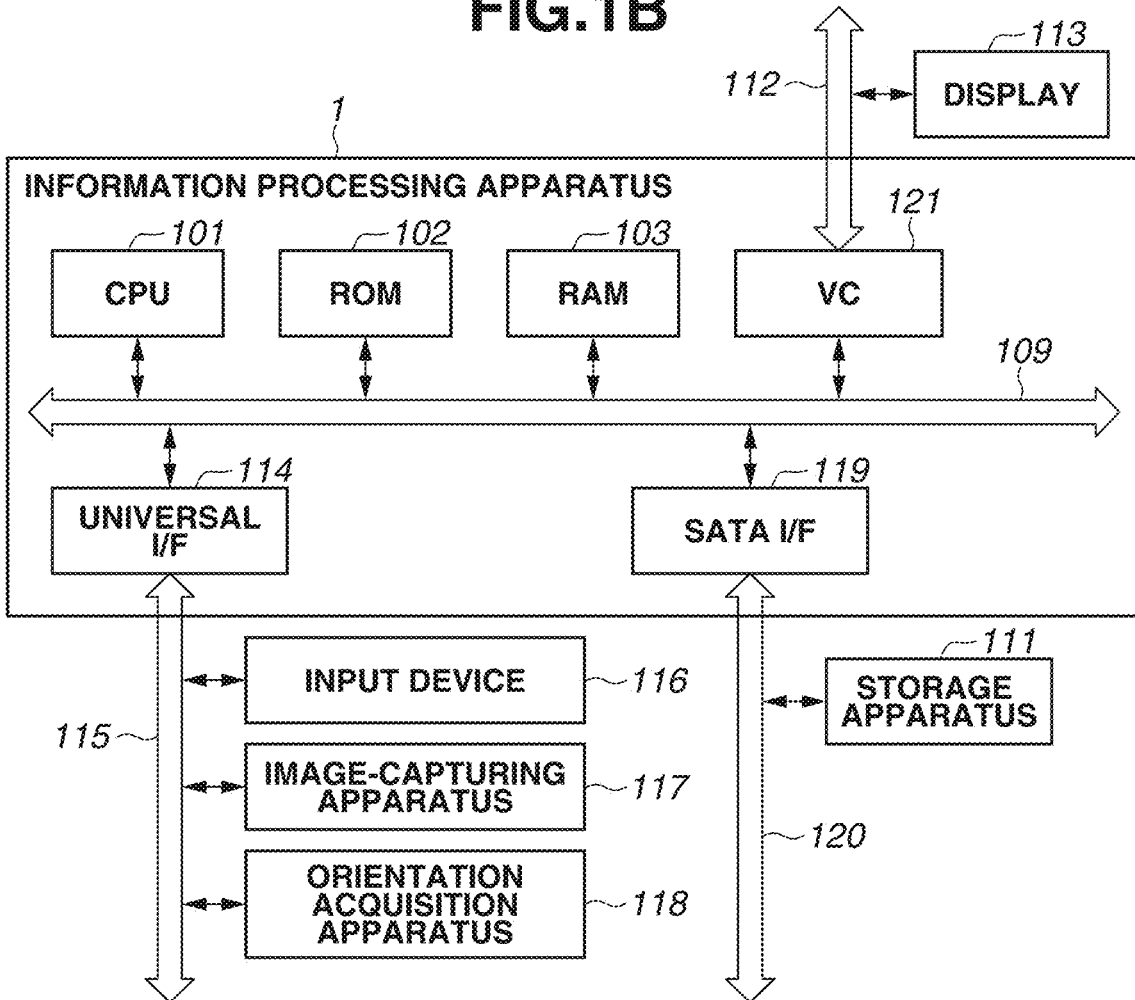 FIG.1B
113
112
DISPLAY
1
INFORMATION PROCESSING APPARATUS
101
102
103
121
CPU
ROM
RAM
VC
109
114
119
UNIVERSAL
I/F
SATA I/F
111
INPUT DEVICE
116
STORAGE
APPARATUS
115
IMAGE-CAPTURING
APPARATUS
117
120
ORIENTATION
ACQUISITION
APPARATUS
118